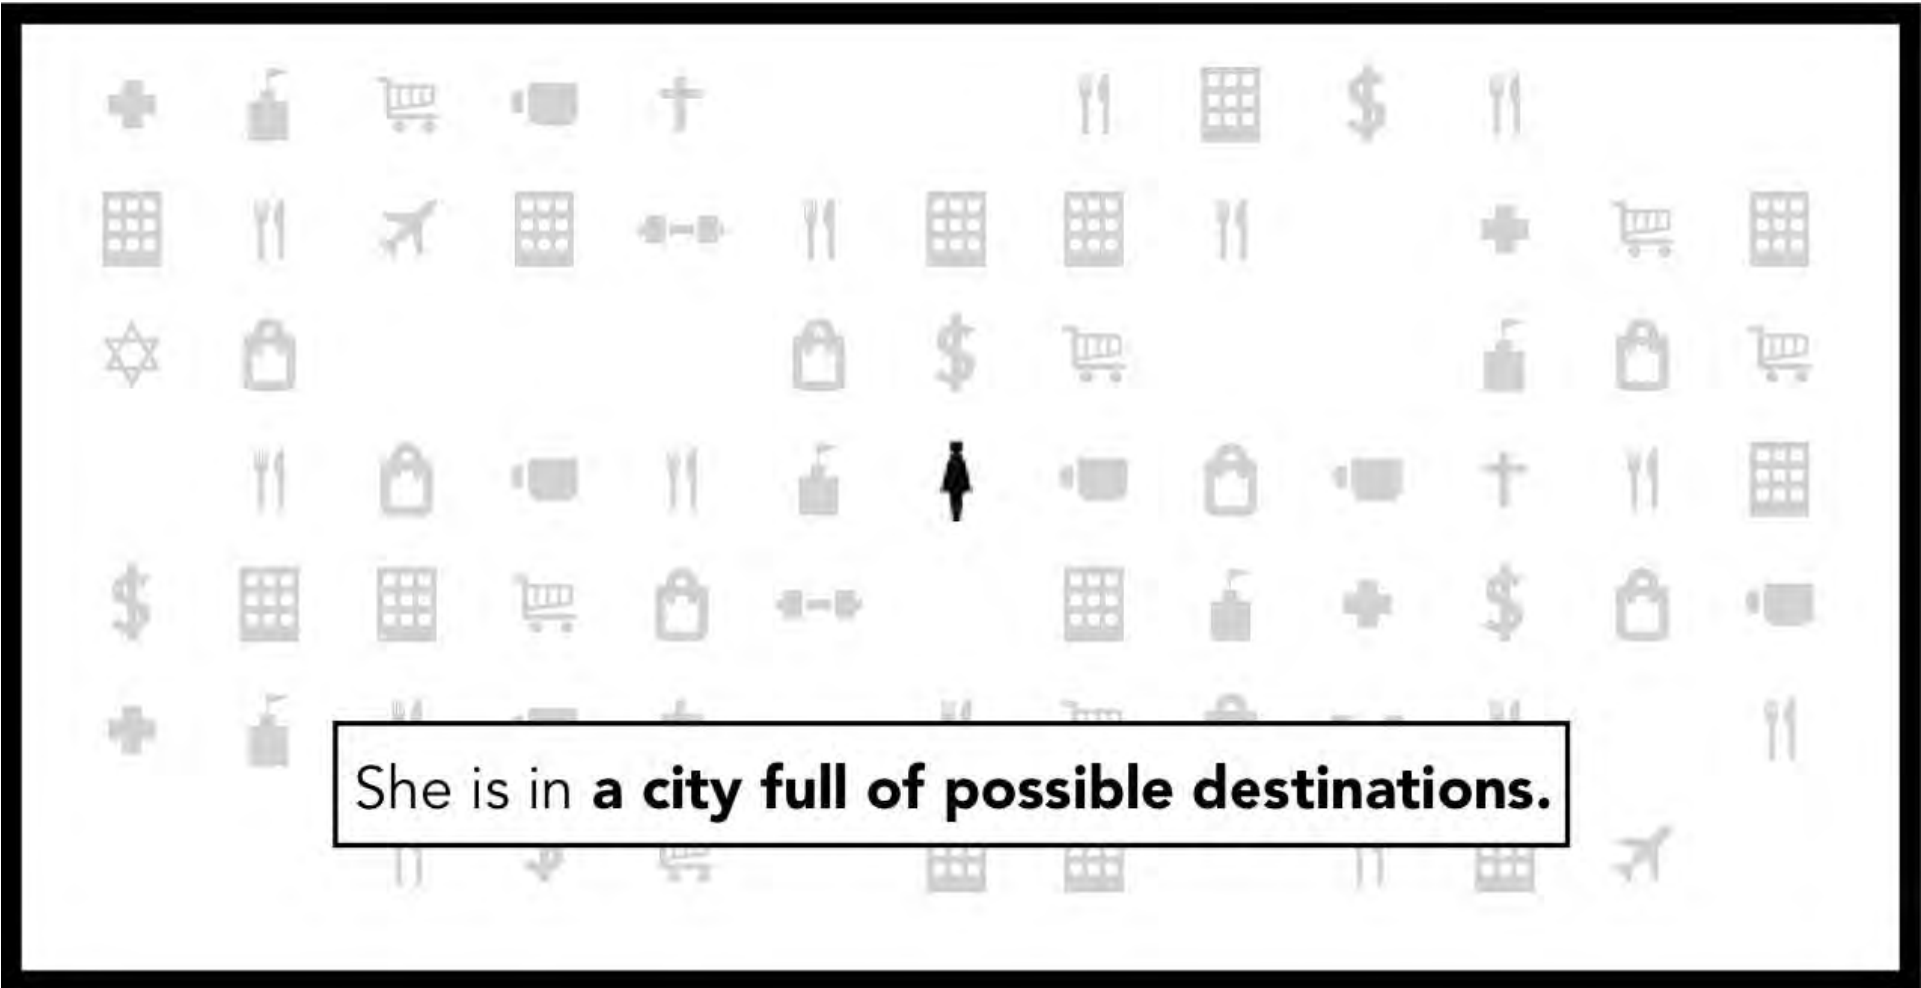 She is in a city full of possible destinations.